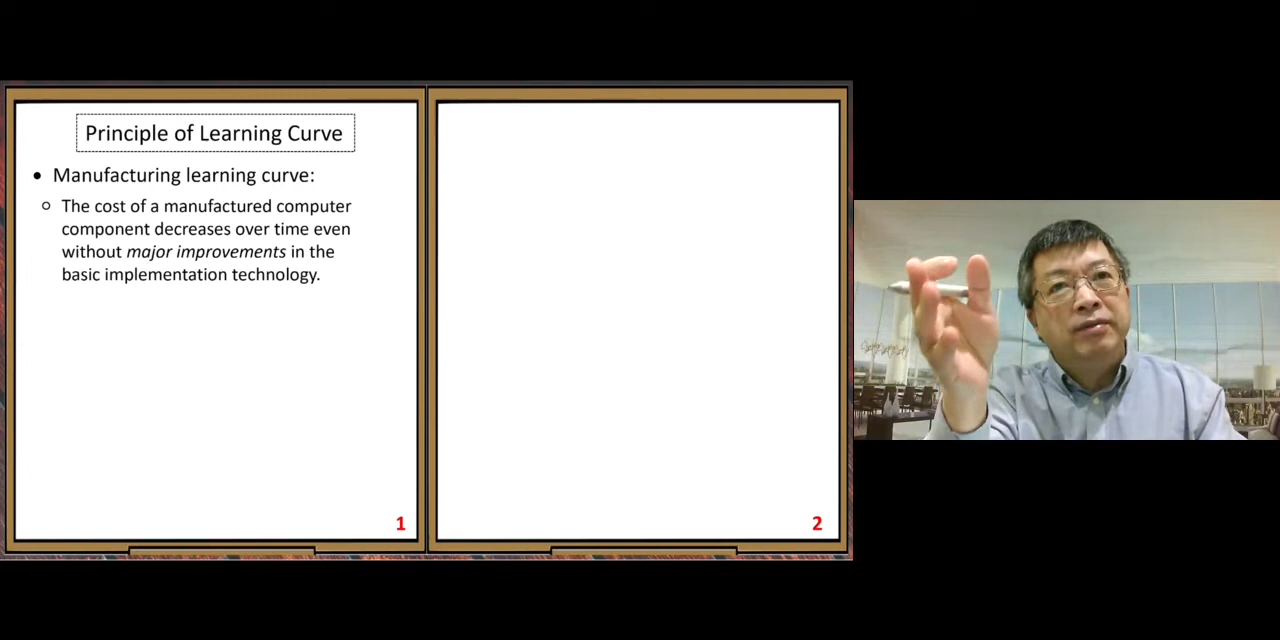 Principle of Learning Curve
• Manufacturing learning curve:
o The cost of a manufactured computer
component decreases over time even
without major improvements in the
basic implementation technology.
1
2